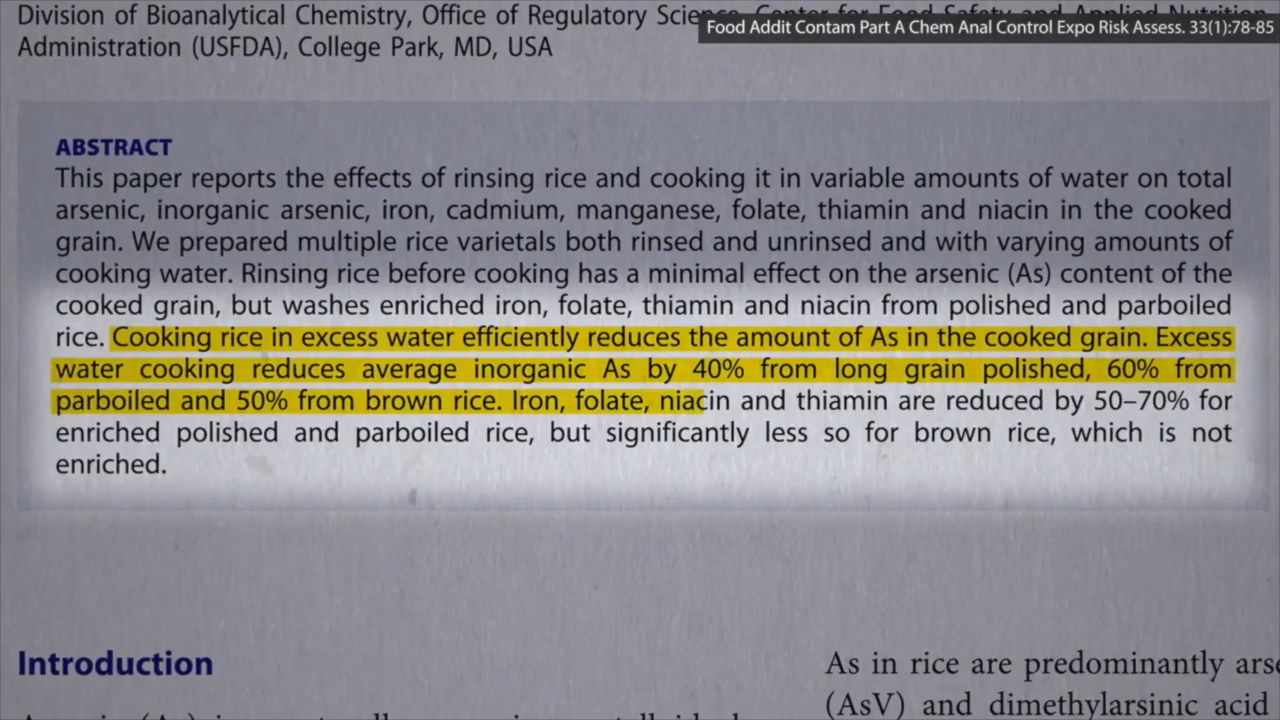 Division of Bioanalytical Chemistry, Office of Regulatory Science, Center for Food Safety and Applied Nutrition
Food Addit Contam Part A Chem Anal Control Expo Risk Assess. 33(1):78-85
Administration (USFDA), College Park, MD, USA
ABSTRACT
This paper reports the effects of rinsing rice and cooking it in variable amounts of water on total
arsenic, inorganic arsenic, iron, cadmium, manganese, folate, thiamin and niacin in the cooked
grain. We prepared multiple rice varietals both rinsed and unrinsed and with varying amounts of
cooking water. Rinsing rice before cooking has a minimal effect on the arsenic (As) content of the
cooked grain, but washes enriched iron, folate, thiamin and niacin from polished and parboiled
rice. Cooking rice in excess water efficiently reduces the amount of As in the cooked grain. Excess
water cooking reduces average inorganic As by 40% from long grain polished, 60% from
parboiled and 50% from brown rice. Iron, folate, niacin and thiamin are reduced by 50–70% for
enriched polished and parboiled rice, but significantly less so for brown rice, which is not
enriched.
Introduction
As in rice are predominantly arse
(AsV) and dimethylarsinic acid